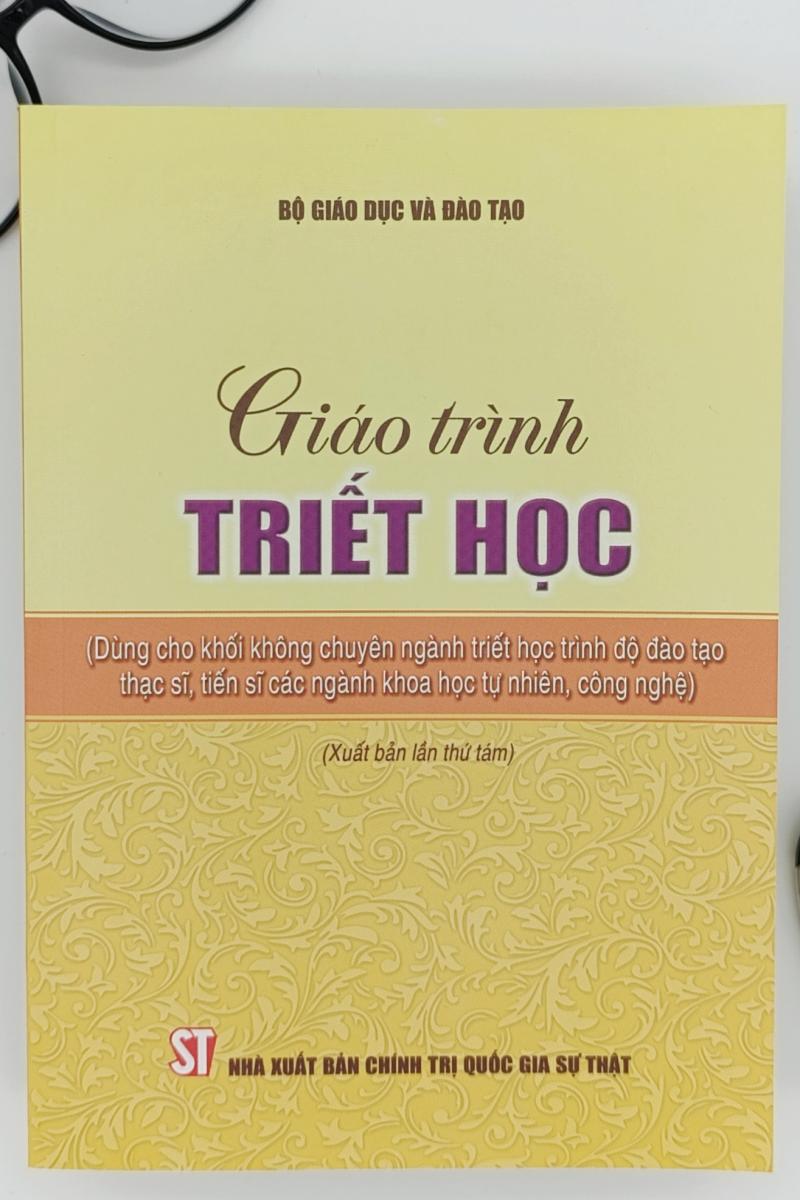 BỘ GIÁO DỤC VÀ ĐÀO TẠO
Giáo trình
TRIẾT HỌC
(Dùng cho khối không chuyên ngành triết học trình độ đào tạo
thạc sĩ, tiến sĩ các ngành khoa học tự nhiên, công nghệ)
(Xuất bản lần thứ tám)
ST NHÀ XUẤT BẢN CHÍNH TRỊ QUỐC GIA SỰ THẬT